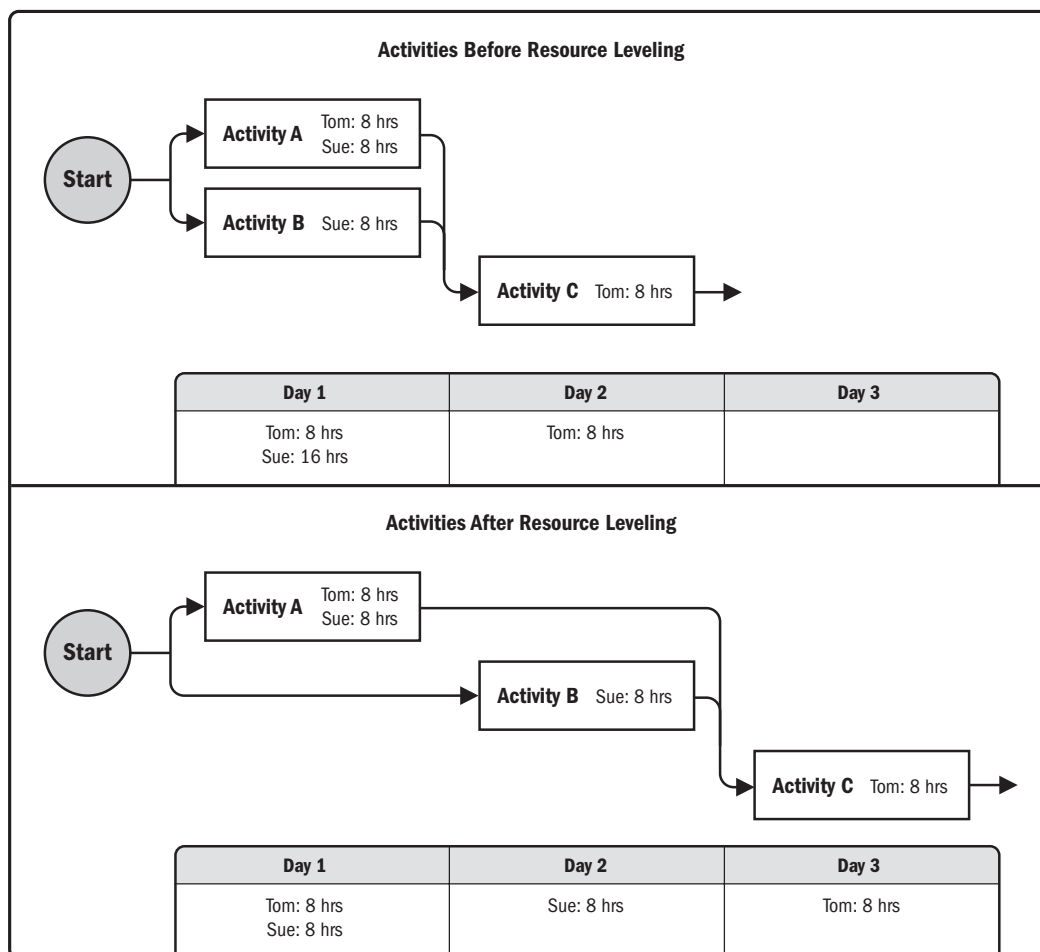 Activities Before Resource Leveling
Start
Activity A
Tom: 8 hrs
Sue: 8 hrs
Activity B Sue: 8 hrs
Activity C Tom: 8 hrs
Day 1 Day 2 Day 3
Tom: 8 hrs Tom: 8 hrs
Sue: 16 hrs
Activities After Resource Leveling
Start
Activity A
Tom: 8 hrs
Sue: 8 hrs
Activity B Sue: 8 hrs
Activity C Tom: 8 hrs
Day 1 Day 2 Day 3
Tom: 8 hrs Sue: 8 hrs Tom: 8 hrs
Sue: 8 hrs